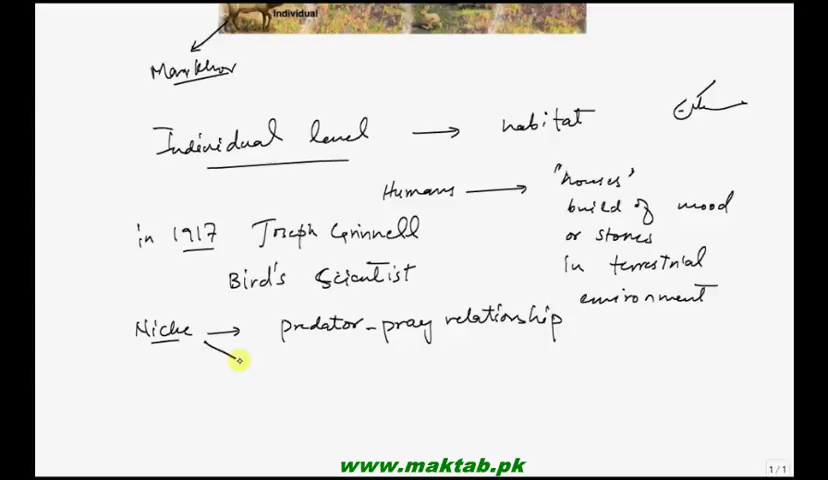 Individual
Markhor
Individual level → habitat
Humans → "houses"
build of mood
or stones
in terrestrial
environment
in 1917 Joseph Grinnell
Bird's Scientist
Niche → predator-pray relationship
www.maktab.pk
1/1